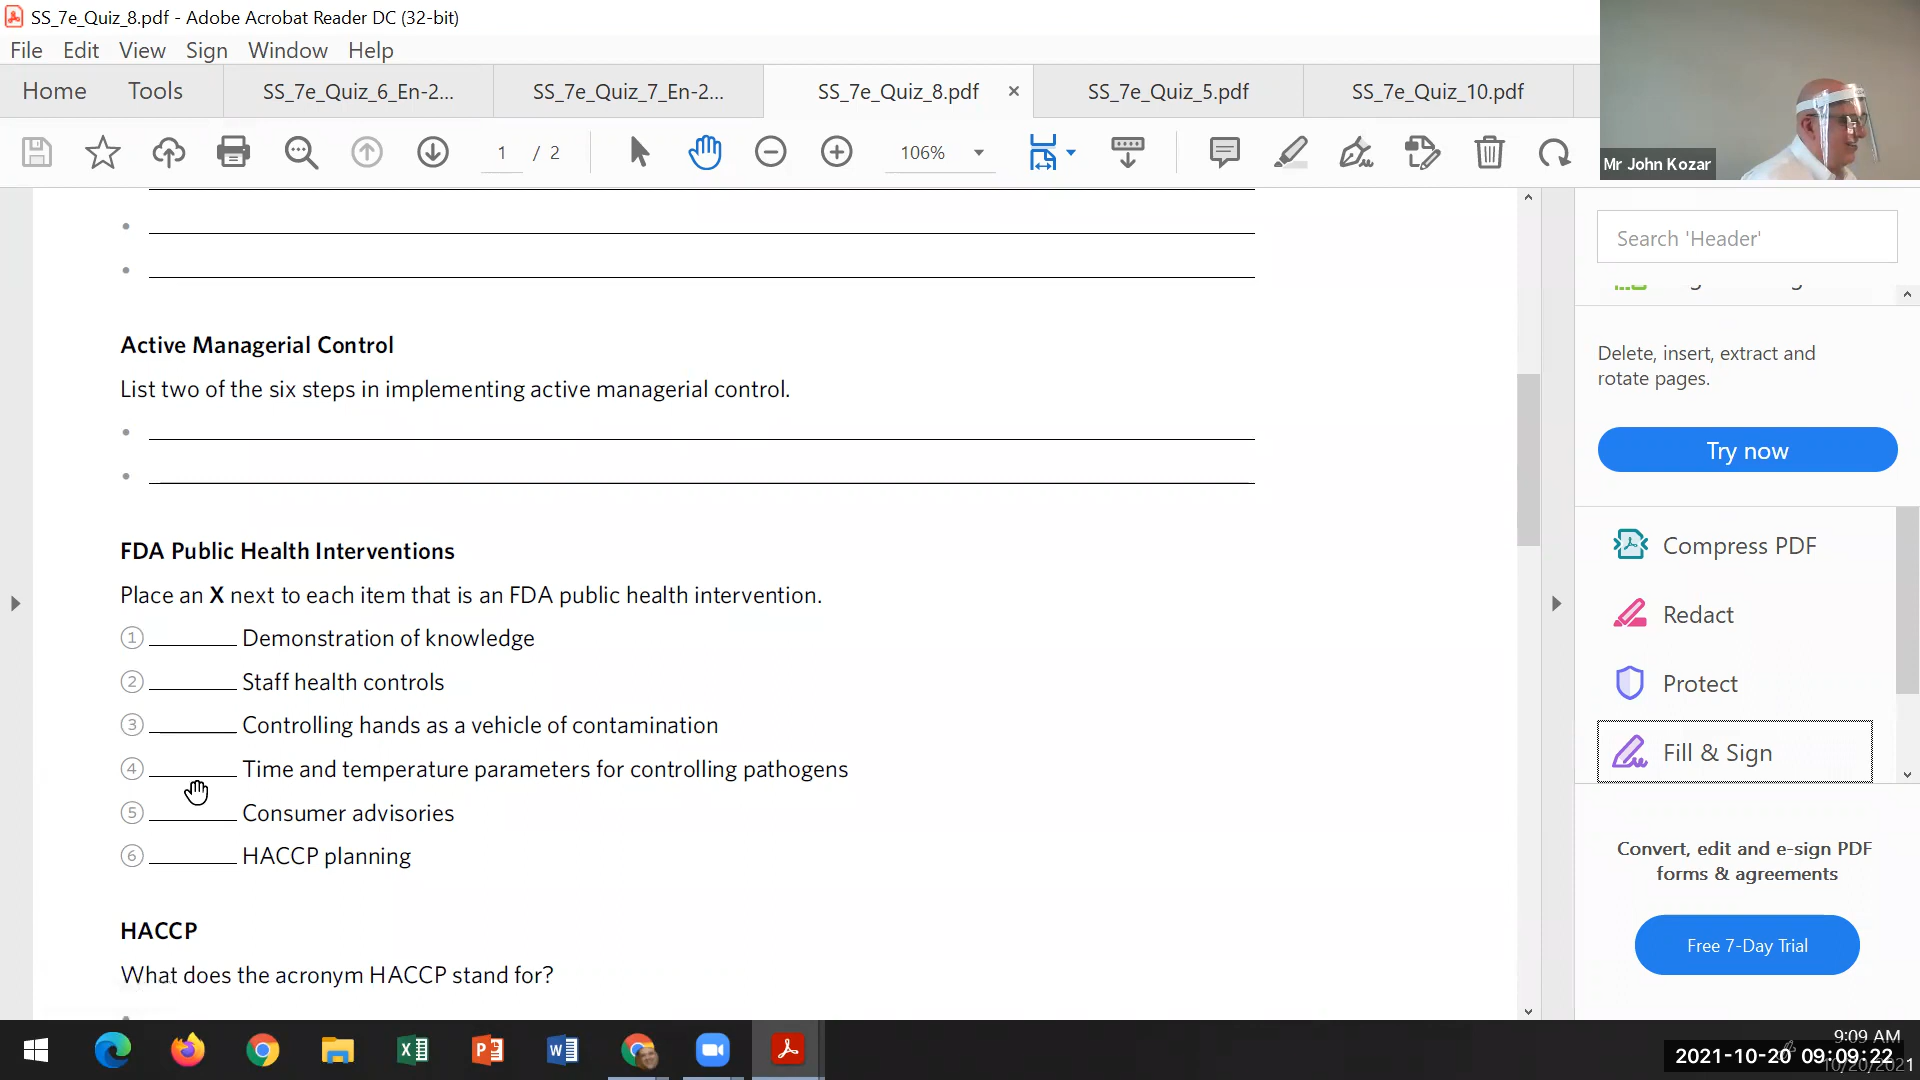 SS_7e_Quiz_8.pdf - Adobe Acrobat Reader DC (32-bit)
File Edit View Sign Window Help
Home Tools SS_7e_Quiz_6_En-2... SS_7e_Quiz_7_En-2... SS_7e_Quiz_8.pdf × SS_7e_Quiz_5.pdf SS_7e_Quiz_10.pdf
1 / 2 106%
Mr John Kozar
Active Managerial Control
List two of the six steps in implementing active managerial control.
FDA Public Health Interventions
Place an X next to each item that is an FDA public health intervention.
1 Demonstration of knowledge
2 Staff health controls
3 Controlling hands as a vehicle of contamination
4 Time and temperature parameters for controlling pathogens
5 Consumer advisories
6 HACCP planning
HACCP
What does the acronym HACCP stand for?
Search 'Header'
Delete, insert, extract and
rotate pages.
Try now
Compress PDF
Redact
Protect
Fill & Sign
Convert, edit and e-sign PDF
forms & agreements
Free 7-Day Trial
9:09 AM
2021-10-20 09:09:22
10/20/2021